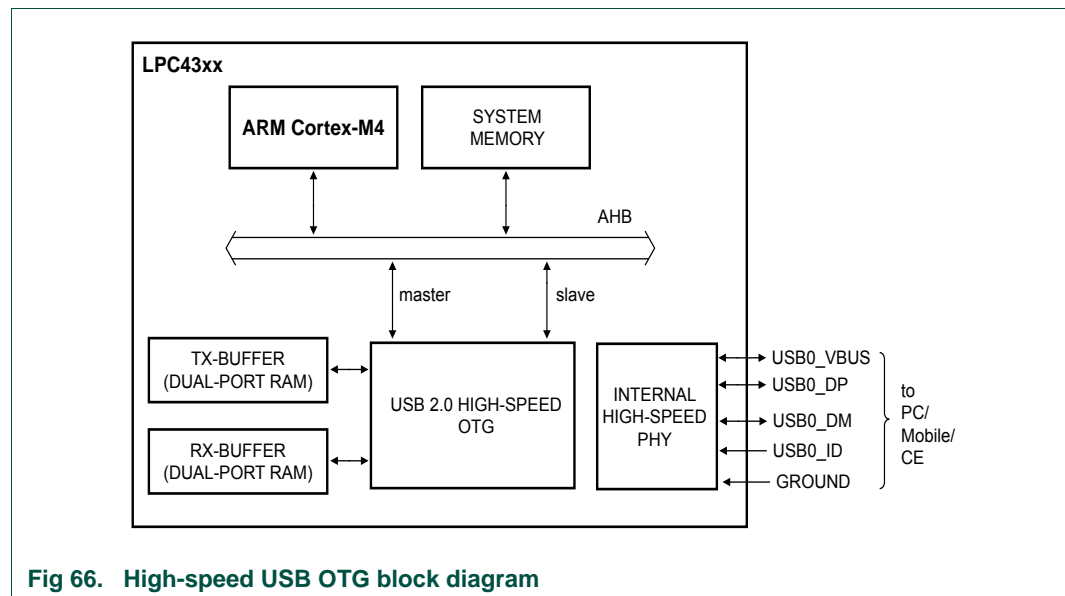 LPC43xx
ARM Cortex-M4
SYSTEM
MEMORY
AHB
master
slave
TX-BUFFER
(DUAL-PORT RAM)
RX-BUFFER
(DUAL-PORT RAM)
USB 2.0 HIGH-SPEED
OTG
INTERNAL
HIGH-SPEED
PHY
USB0_VBUS
USB0_DP
USB0_DM
USB0_ID
GROUND
to
PC/
Mobile/
CE
Fig 66. High-speed USB OTG block diagram